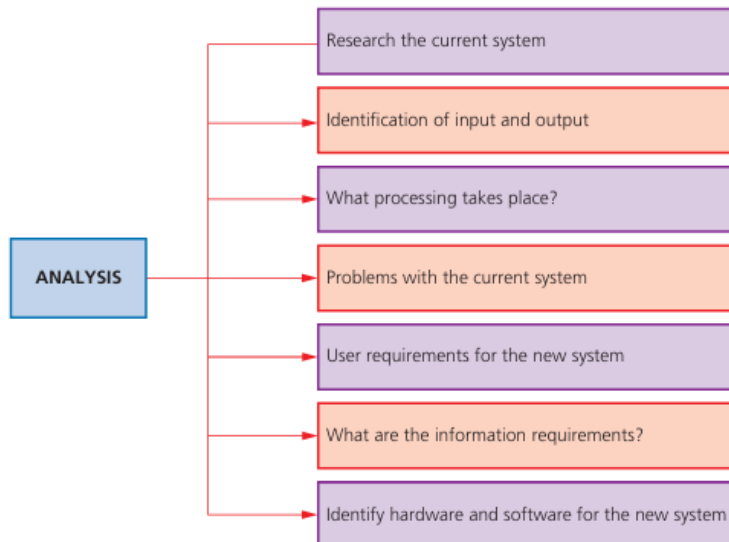 Research the current system
Identification of input and output
What processing takes place?
ANALYSIS
Problems with the current system
User requirements for the new system
What are the information requirements?
Identify hardware and software for the new system